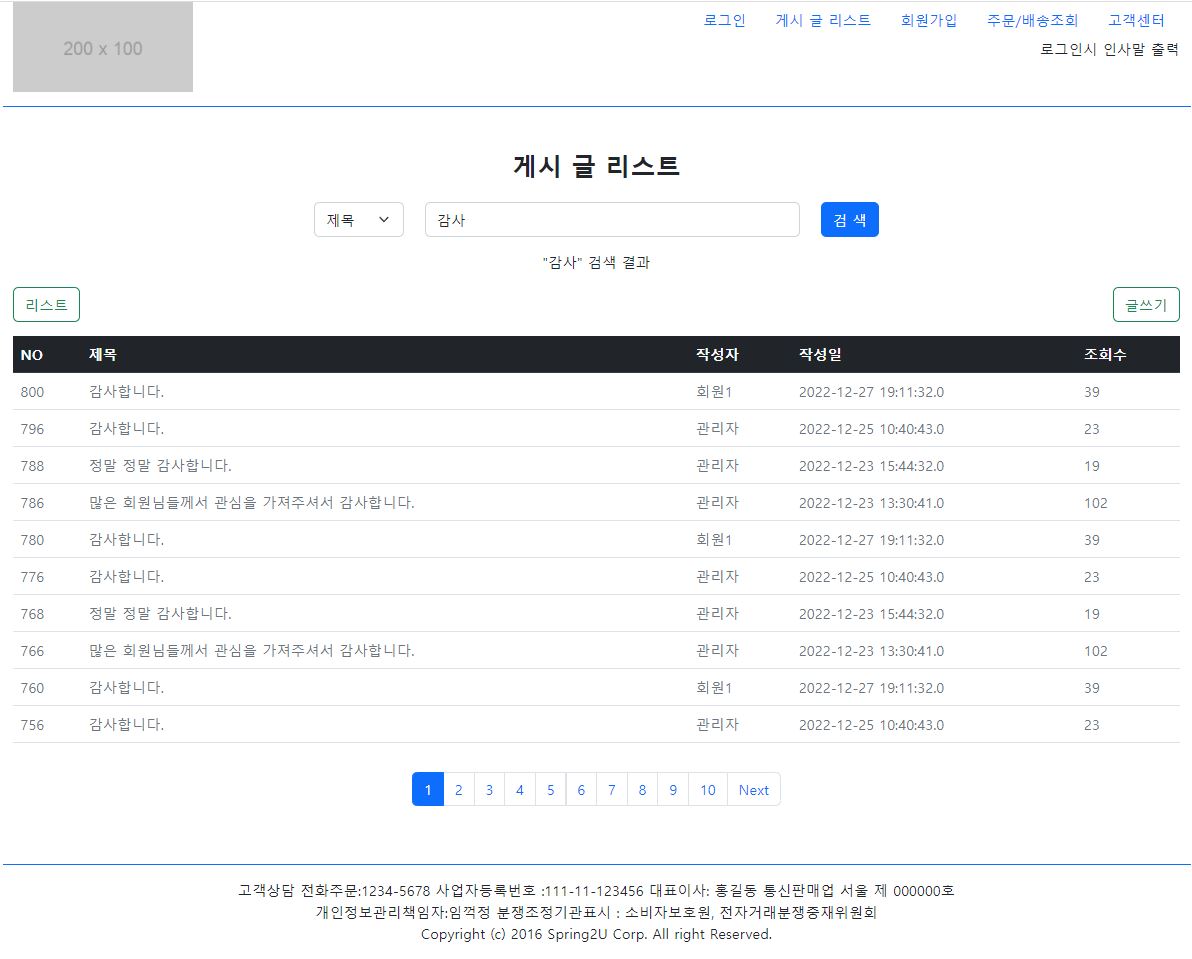 200 x 100
로그인 게시 글 리스트 회원가입 주문/배송조회 고객센터
로그인시 인사말 출력
게시 글 리스트
제목 감사 검 색
"감사" 검색 결과
리스트 글쓰기
NO 제목 작성자 작성일 조회수
800 감사합니다. 회원1 2022-12-27 19:11:32.0 39
796 감사합니다. 관리자 2022-12-25 10:40:43.0 23
788 정말 정말 감사합니다. 관리자 2022-12-23 15:44:32.0 19
786 많은 회원님들께서 관심을 가져주셔서 감사합니다. 관리자 2022-12-23 13:30:41.0 102
780 감사합니다. 회원1 2022-12-27 19:11:32.0 39
776 감사합니다. 관리자 2022-12-25 10:40:43.0 23
768 정말 정말 감사합니다. 관리자 2022-12-23 15:44:32.0 19
766 많은 회원님들께서 관심을 가져주셔서 감사합니다. 관리자 2022-12-23 13:30:41.0 102
760 감사합니다. 회원1 2022-12-27 19:11:32.0 39
756 감사합니다. 관리자 2022-12-25 10:40:43.0 23
1 2 3 4 5 6 7 8 9 10 Next
고객상담 전화주문:1234-5678 사업자등록번호 :111-11-123456 대표이사: 홍길동 통신판매업 서울 제 000000호
개인정보관리책임자:임꺽정 분쟁조정기관표시 : 소비자보호원, 전자거래분쟁중재위원회
Copyright (c) 2016 Spring2U Corp. All right Reserved.